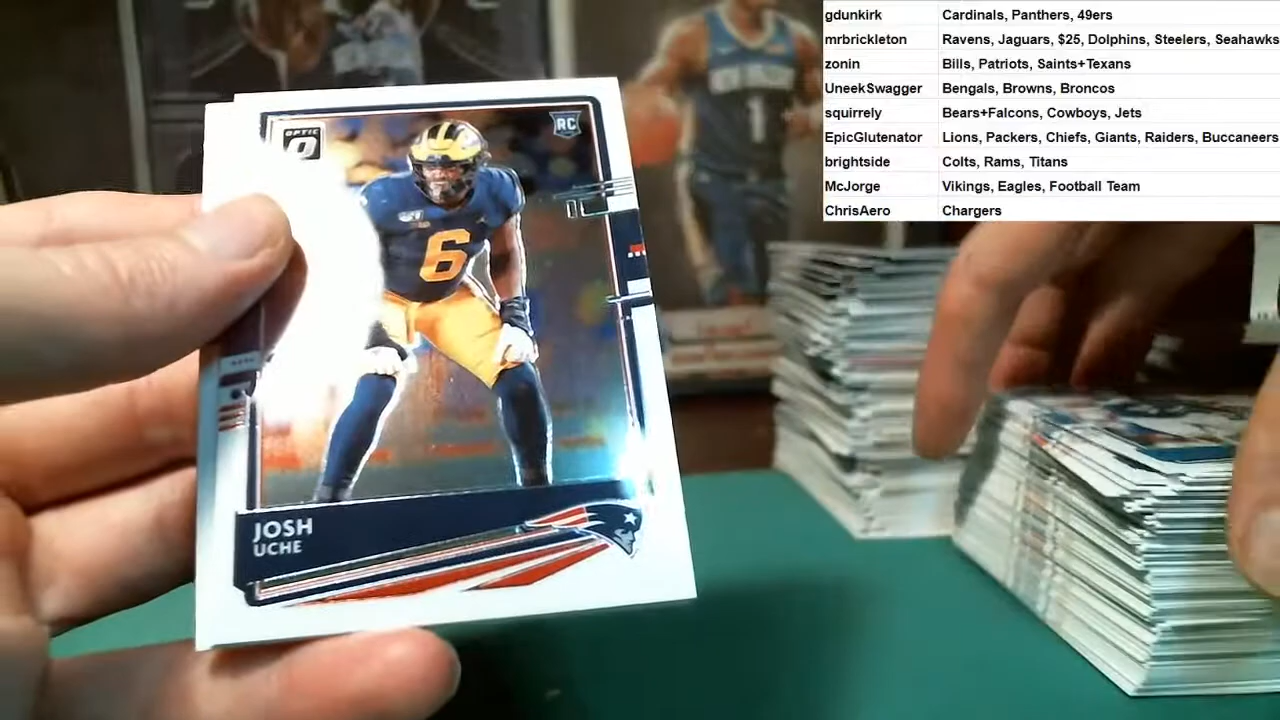 gdunkirk Cardinals, Panthers, 49ers
mrbrickleton Ravens, Jaguars, $25, Dolphins, Steelers, Seahawks
zonin Bills, Patriots, Saints+Texans
UneekSwagger Bengals, Browns, Broncos
squirrely Bears+Falcons, Cowboys, Jets
EpicGlutenator Lions, Packers, Chiefs, Giants, Raiders, Buccaneers
brightside Colts, Rams, Titans
McJorge Vikings, Eagles, Football Team
ChrisAero Chargers
OPTIC
RC
6
1
JOSH
UCHE